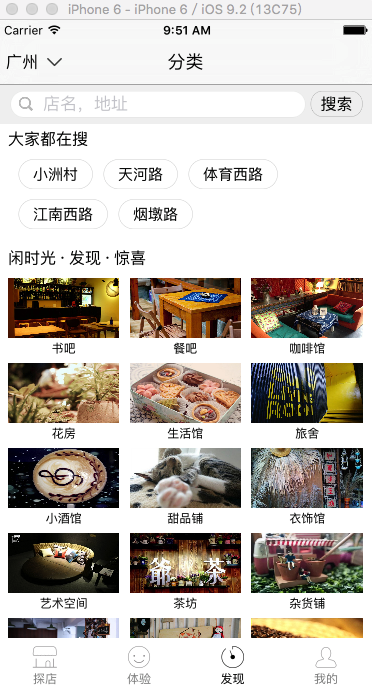 iPhone 6 - iPhone 6 / iOS 9.2 (13C75)
Carrier 9:51 AM
广州 分类
店名，地址 搜索
大家都在搜
小洲村 天河路 体育西路
江南西路 烟墩路
闲时光 · 发现 · 惊喜
书吧 餐吧 咖啡馆
花房 生活馆 旅舍
小酒馆 甜品铺 衣饰馆
爺 茶
艺术空间 茶坊 杂货铺
探店 体验 发现 我的